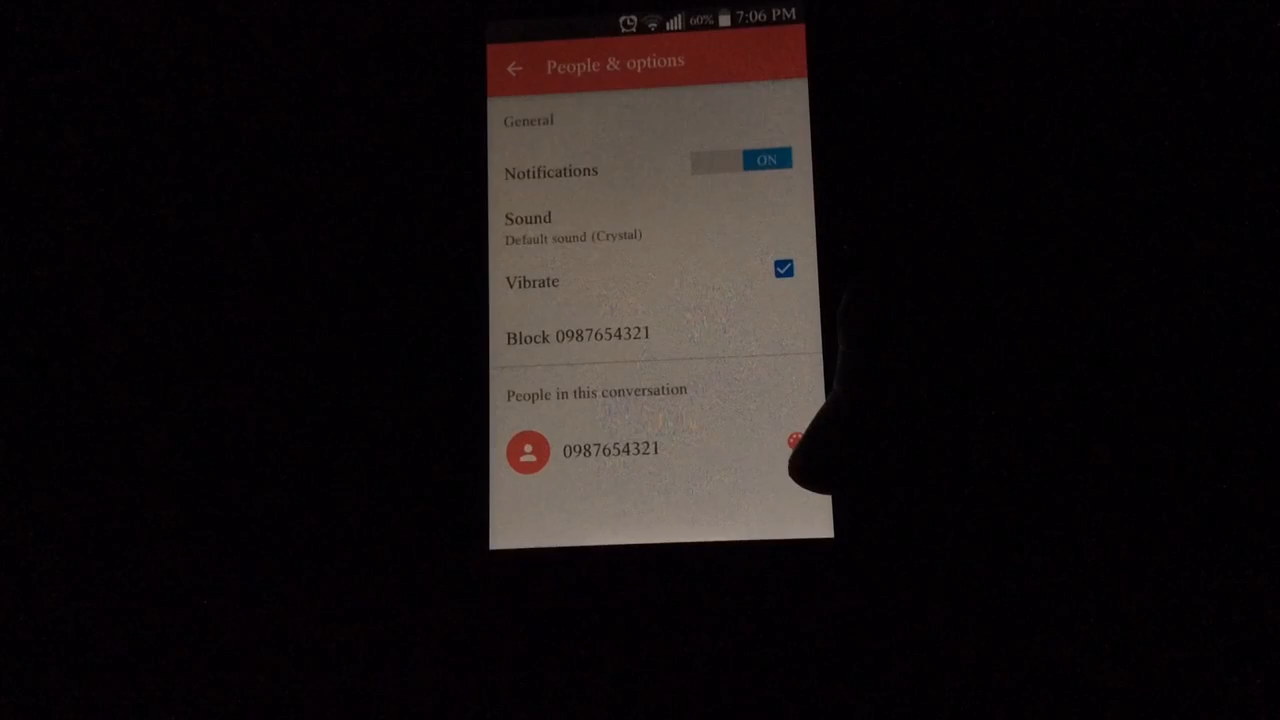 60% 7:06 PM
People & options
General
Notifications ON
Sound
Default sound (Crystal)
Vibrate
Block 0987654321
People in this conversation
0987654321